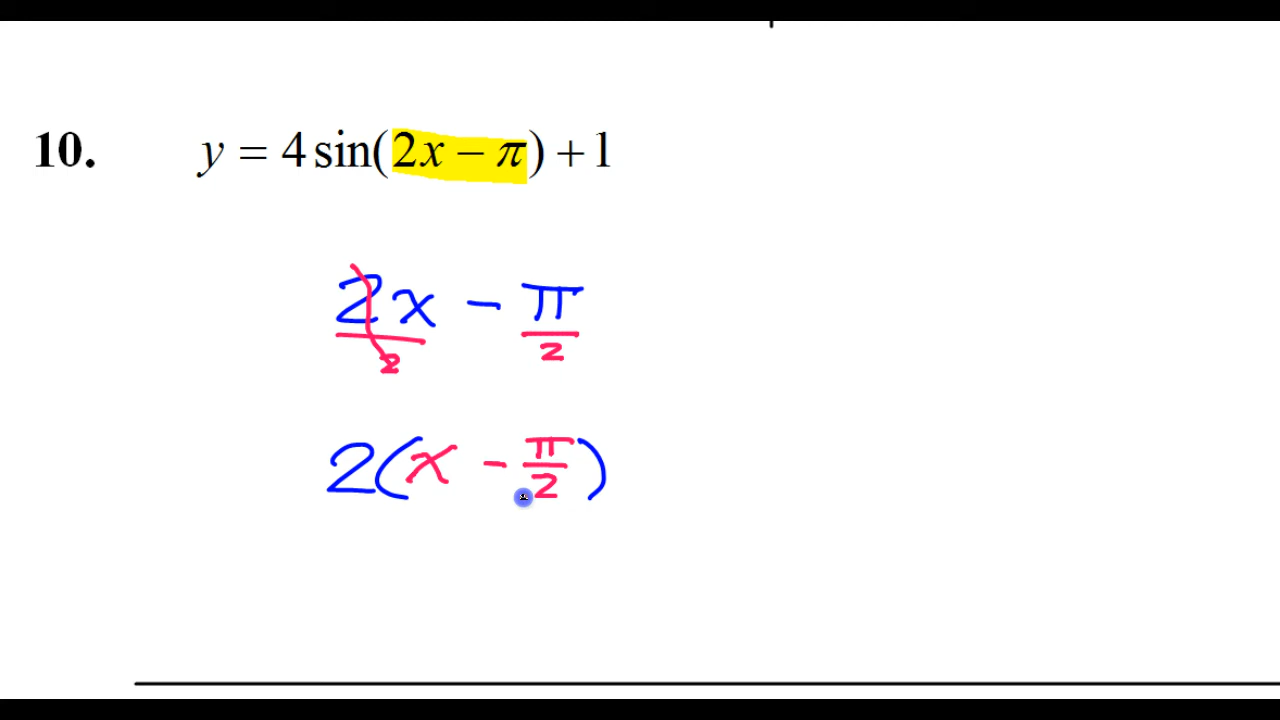 10. y = 4 sin(2x − π) + 1
2x/2 − π/2
2(x − π/2)